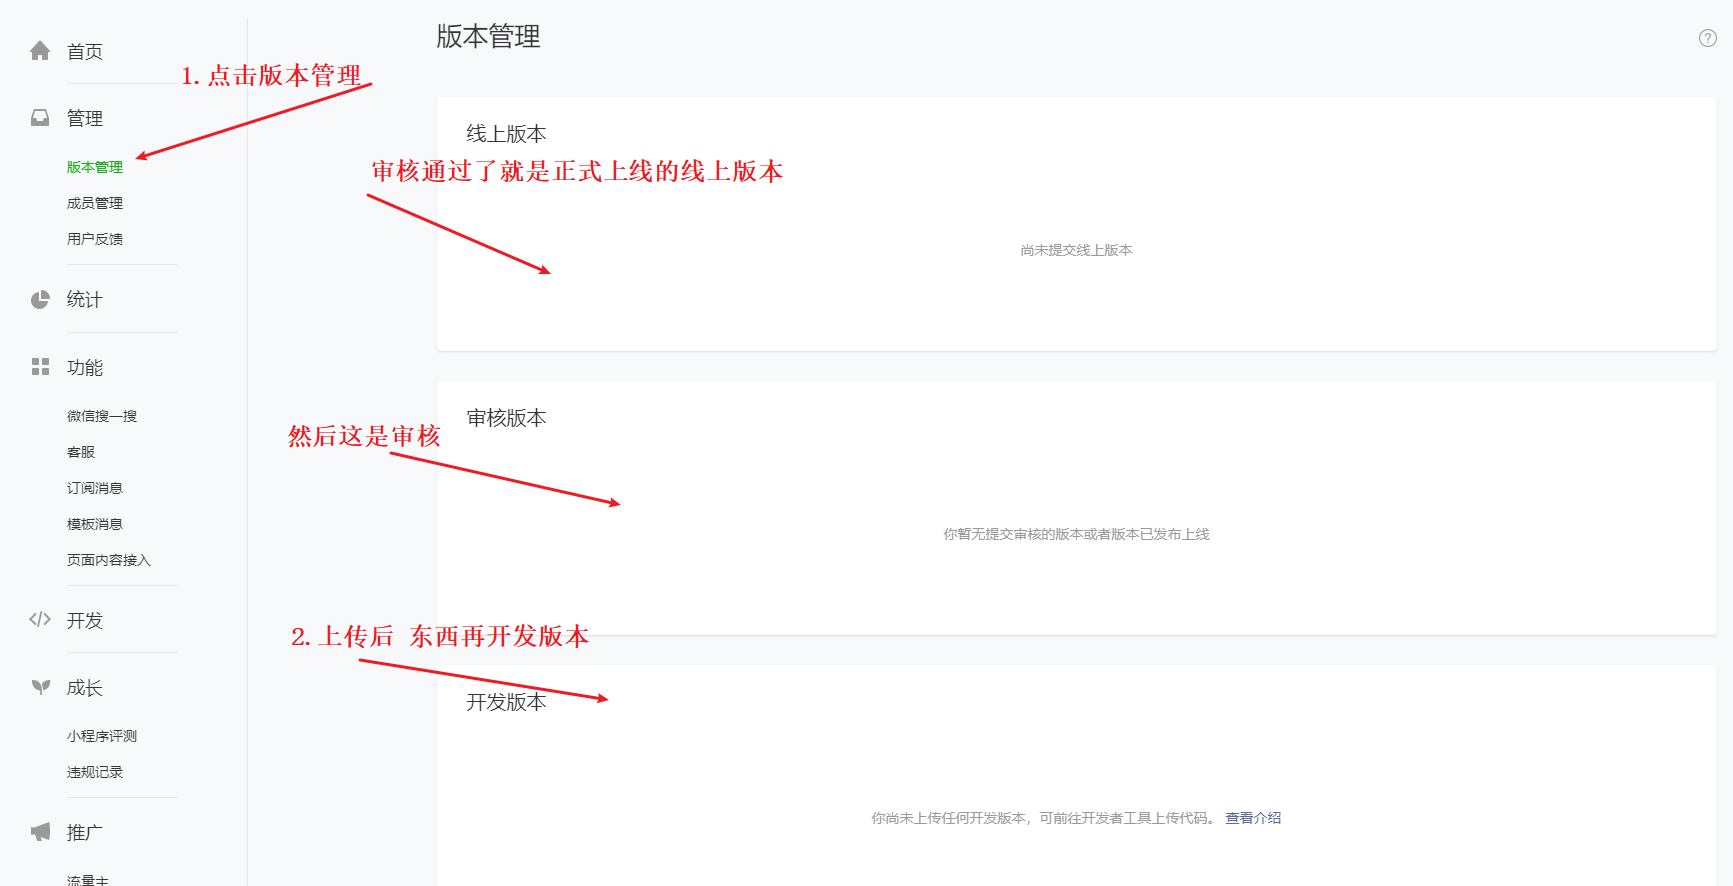 首页
管理
版本管理
成员管理
用户反馈
统计
功能
微信搜一搜
客服
订阅消息
模板消息
页面内容接入
开发
成长
小程序评测
违规记录
推广
流量主
版本管理
?
1.点击版本管理
线上版本
审核通过了就是正式上线的线上版本
尚未提交线上版本
审核版本
然后这是审核
你暂无提交审核的版本或者版本已发布上线
2.上传后 东西再开发版本
开发版本
你尚未上传任何开发版本，可前往开发者工具上传代码。 查看介绍